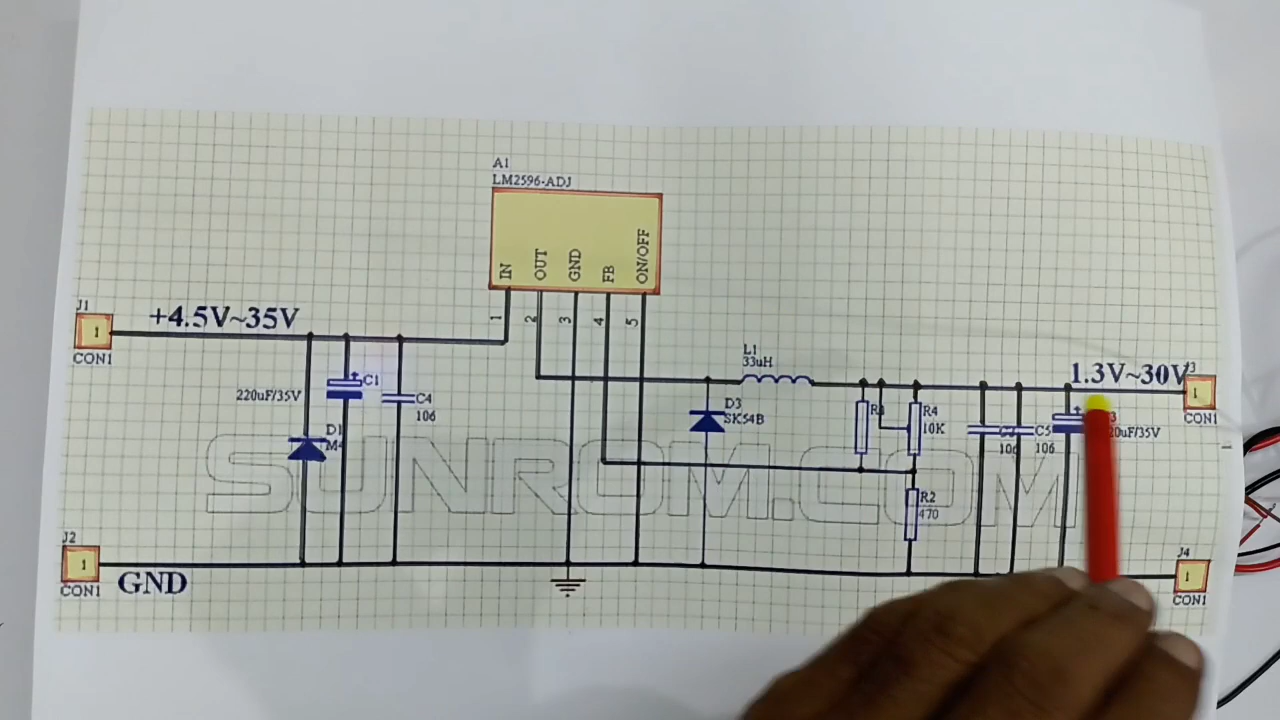 A1
LM2596-ADJ
IN
OUT
GND
FB
ON/OFF
1
2
3
4
5
J1
1
CON1
+4.5V~35V
220uF/35V
C1
C4
106
D1
L1
33uH
D3
SK54B
R4
10K
R2
470
106
C5
106
1.3V~30V
1
CON1
SUNROM.COM
J2
1
CON1
GND
J4
1
CON1